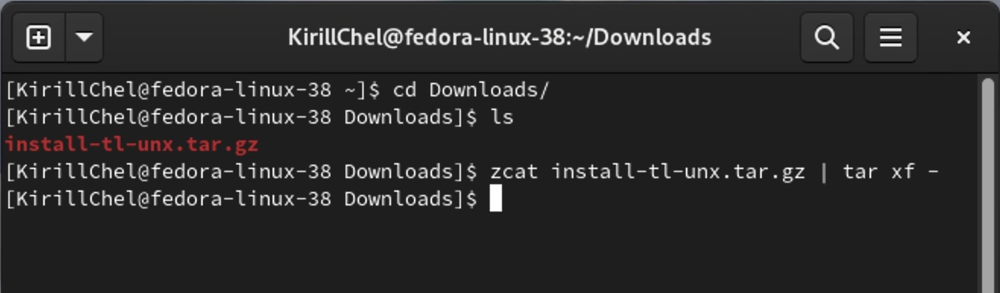 KirillChel@fedora-linux-38:~/Downloads
[KirillChel@fedora-linux-38 ~]$ cd Downloads/
[KirillChel@fedora-linux-38 Downloads]$ ls
install-tl-unx.tar.gz
[KirillChel@fedora-linux-38 Downloads]$ zcat install-tl-unx.tar.gz | tar xf -
[KirillChel@fedora-linux-38 Downloads]$